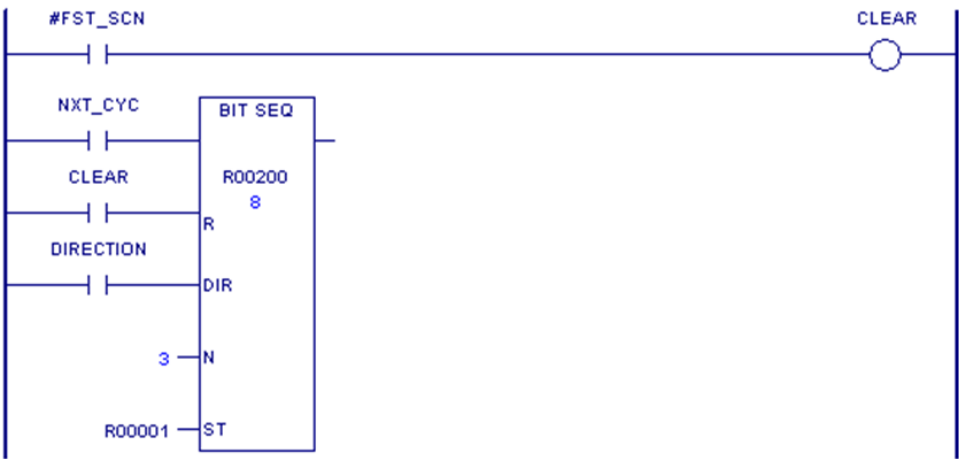 #FST_SCN CLEAR
NXT_CYC BIT SEQ
CLEAR R00200
8
R
DIRECTION
DIR
3 N
R00001 ST